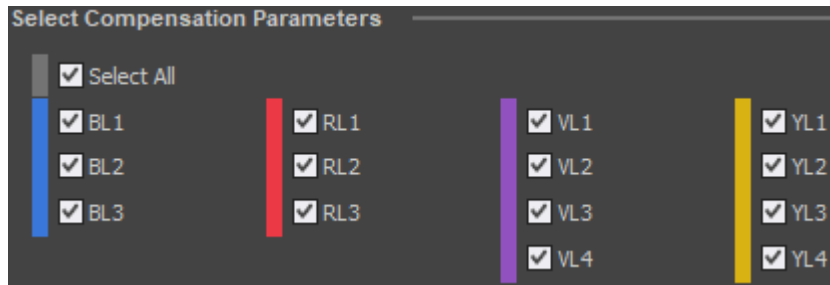 Select Compensation Parameters
Select All
BL1 RL1 VL1 YL1
BL2 RL2 VL2 YL2
BL3 RL3 VL3 YL3
VL4 YL4